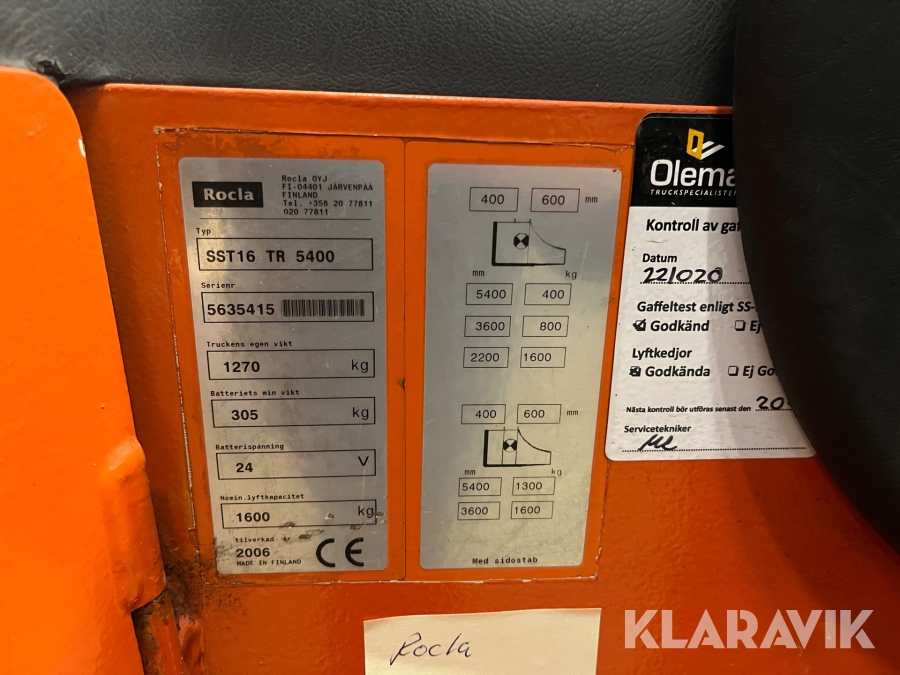 Rocla
Rocla OYJ
FI-04401 JÄRVENPÄÄ
FINLAND
Tel. +358 20 77811
020 77811
Typ
SST16 TR 5400
Serienr
5635415
Truckens egen vikt
1270 kg
Batteriets min vikt
305 kg
Batterispänning
24 V
Nomin.lyftkapacitet
1600 kg
tillverkad år
2006
MADE IN FINLAND
CE
400 600 mm
mm kg
5400 400
3600 800
2200 1600
400 600 mm
mm kg
5400 1300
3600 1600
Med sidostab
Olema
TRUCKSPECIALISTE
Kontroll av gaf
Datum
221020
Gaffeltest enligt SS-
Godkänd Ej
Lyftkedjor
Godkända Ej Go
Nästa kontroll bör utföras senast den 20
Servicetekniker
Rocla
KLARAVIK